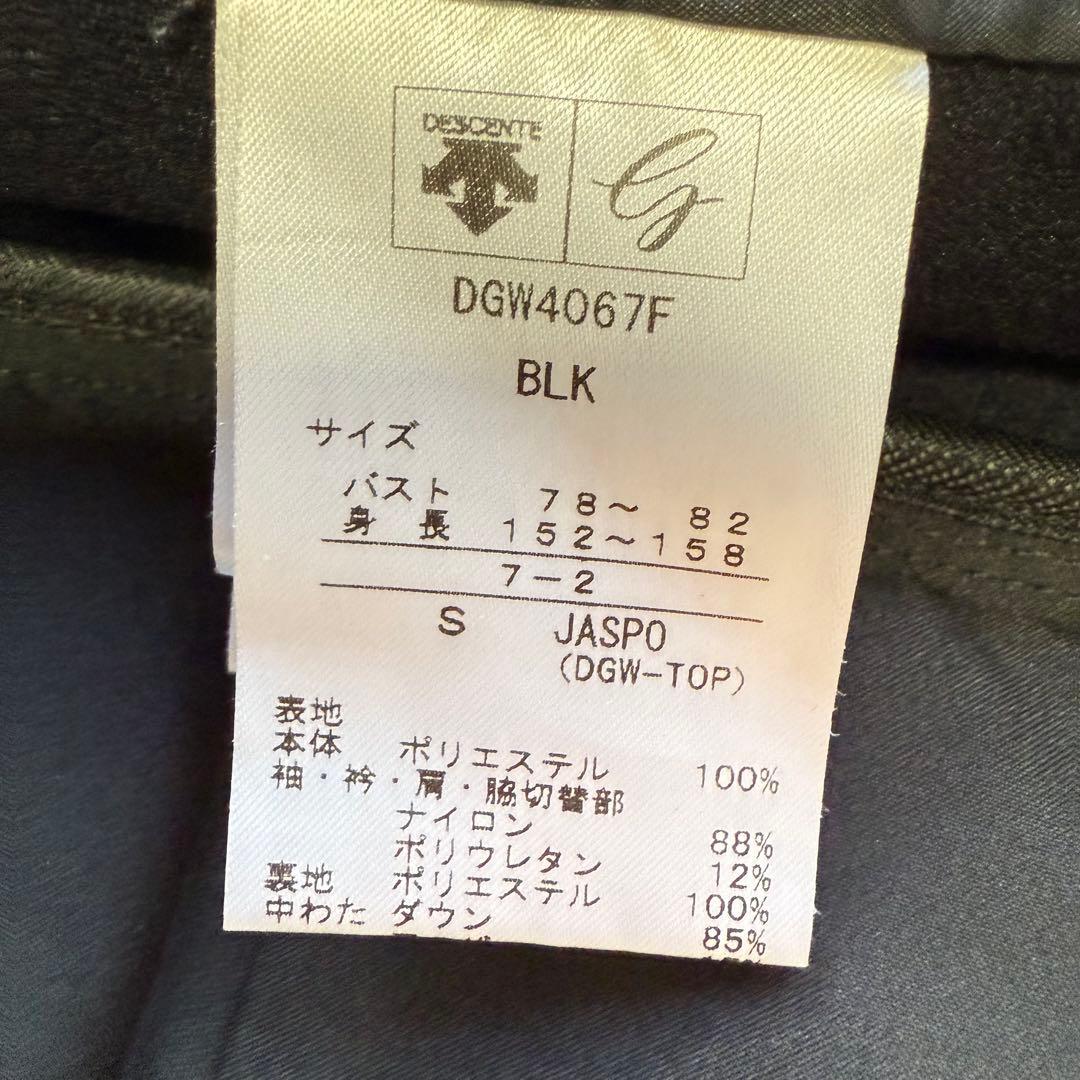 DESCENTE
DGW4067F
BLK
サイズ
バスト 78～ 82
身 長 152～158
7-2
S JASPO
(DGW-TOP)
表地
本体 ポリエステル 100%
袖・衿・肩・脇切替部
ナイロン 88%
ポリウレタン 12%
裏地 ポリエステル 100%
中わた ダウン 85%